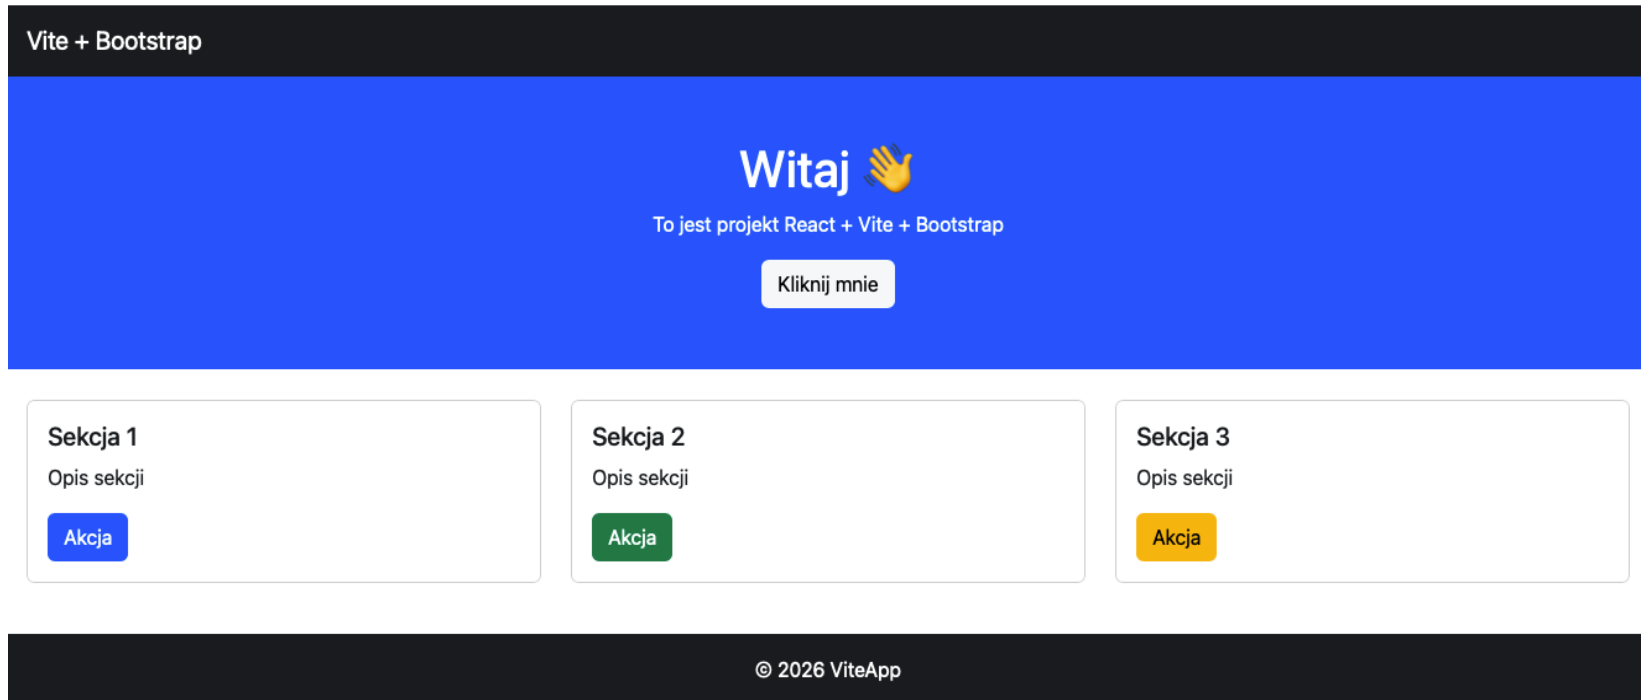 Vite + Bootstrap
Witaj 👋
To jest projekt React + Vite + Bootstrap
Kliknij mnie
Sekcja 1
Opis sekcji
Akcja
Sekcja 2
Opis sekcji
Akcja
Sekcja 3
Opis sekcji
Akcja
© 2026 ViteApp